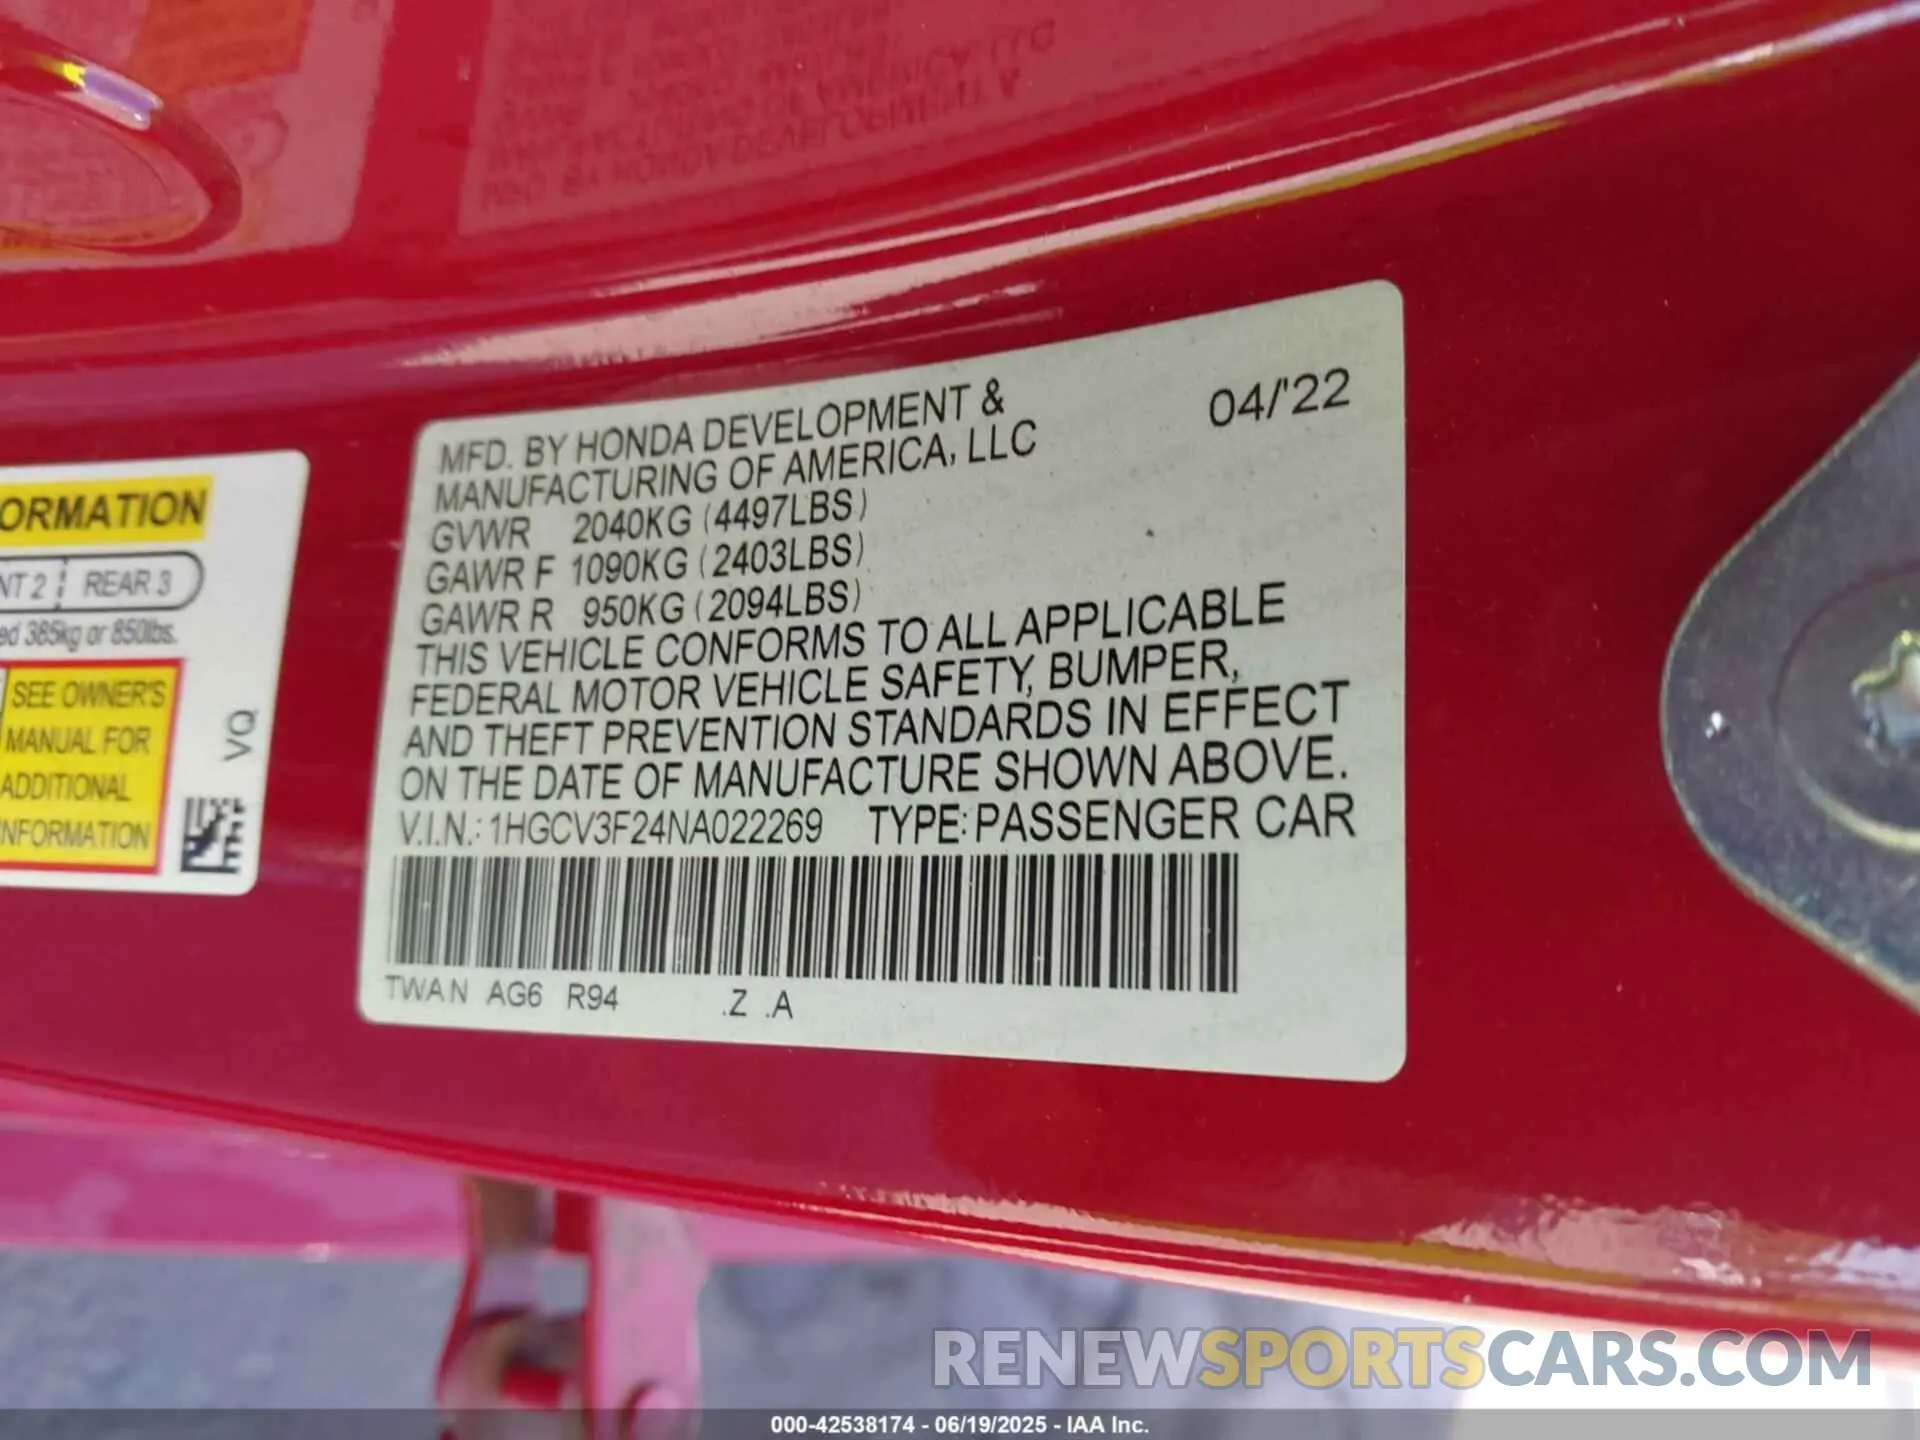 MFD. BY HONDA DEVELOPMENT &
MANUFACTURING OF AMERICA, LLC
04/'22
GVWR 2040KG (4497LBS)
GAWR F 1090KG (2403LBS)
GAWR R 950KG (2094LBS)
THIS VEHICLE CONFORMS TO ALL APPLICABLE
FEDERAL MOTOR VEHICLE SAFETY, BUMPER,
AND THEFT PREVENTION STANDARDS IN EFFECT
ON THE DATE OF MANUFACTURE SHOWN ABOVE.
V.I.N.: 1HGCV3F24NA022269 TYPE: PASSENGER CAR
TWAN AG6 R94 .Z .A
ORMATION
NT 2 REAR 3
ed 385kg or 850lbs.
SEE OWNER'S
MANUAL FOR
ADDITIONAL
INFORMATION
VQ
RENEWSPORTSCARS.COM
000-42538174 - 06/19/2025 - IAA Inc.